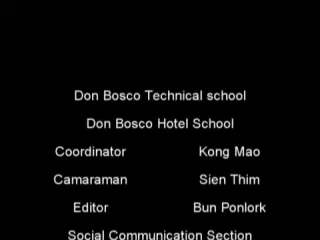 Don Bosco Technical school
Don Bosco Hotel School
Coordinator Kong Mao
Camaraman Sien Thim
Editor Bun Ponlork
Social Communication Section